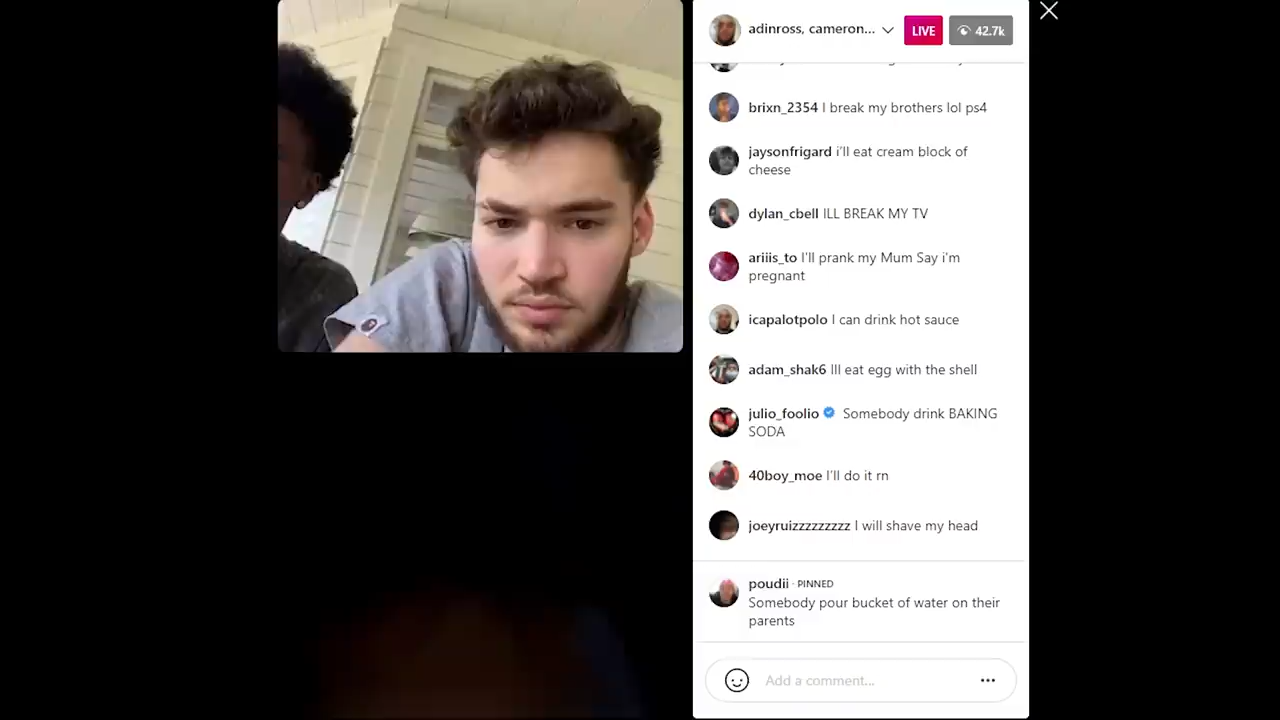 adinross, cameron...
LIVE
42.7k
brixn_2354 I break my brothers lol ps4
jaysonfrigard i'll eat cream block of
cheese
dylan_cbell ILL BREAK MY TV
ariiis_to I'll prank my Mum Say i'm
pregnant
icapalotpolo I can drink hot sauce
adam_shak6 Ill eat egg with the shell
julio_foolio Somebody drink BAKING
SODA
40boy_moe I'll do it rn
joeyruizzzzzzzzz I will shave my head
poudii · PINNED
Somebody pour bucket of water on their
parents
Add a comment...